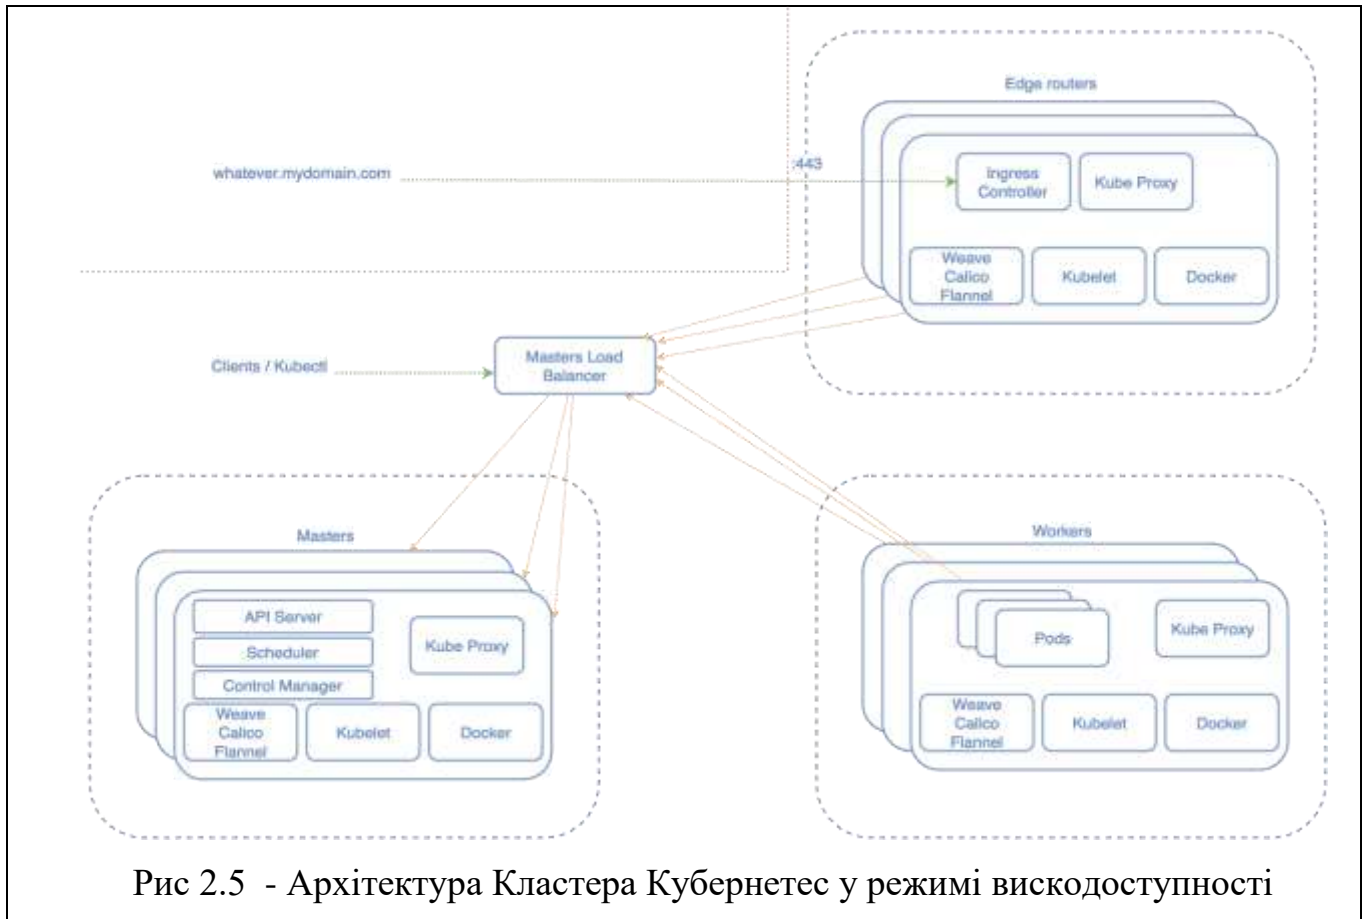 Edge routers
:443
whatever.mydomain.com
Ingress
Controller
Kube Proxy
Weave
Calico
Flannel
Kubelet
Docker
Clients / Kubectl
Masters Load
Balancer
Masters
API Server
Scheduler
Control Manager
Kube Proxy
Weave
Calico
Flannel
Kubelet
Docker
Workers
Pods
Kube Proxy
Weave
Calico
Flannel
Kubelet
Docker
Рис 2.5 - Архітектура Кластера Кубернетес у режимі вискодоступності